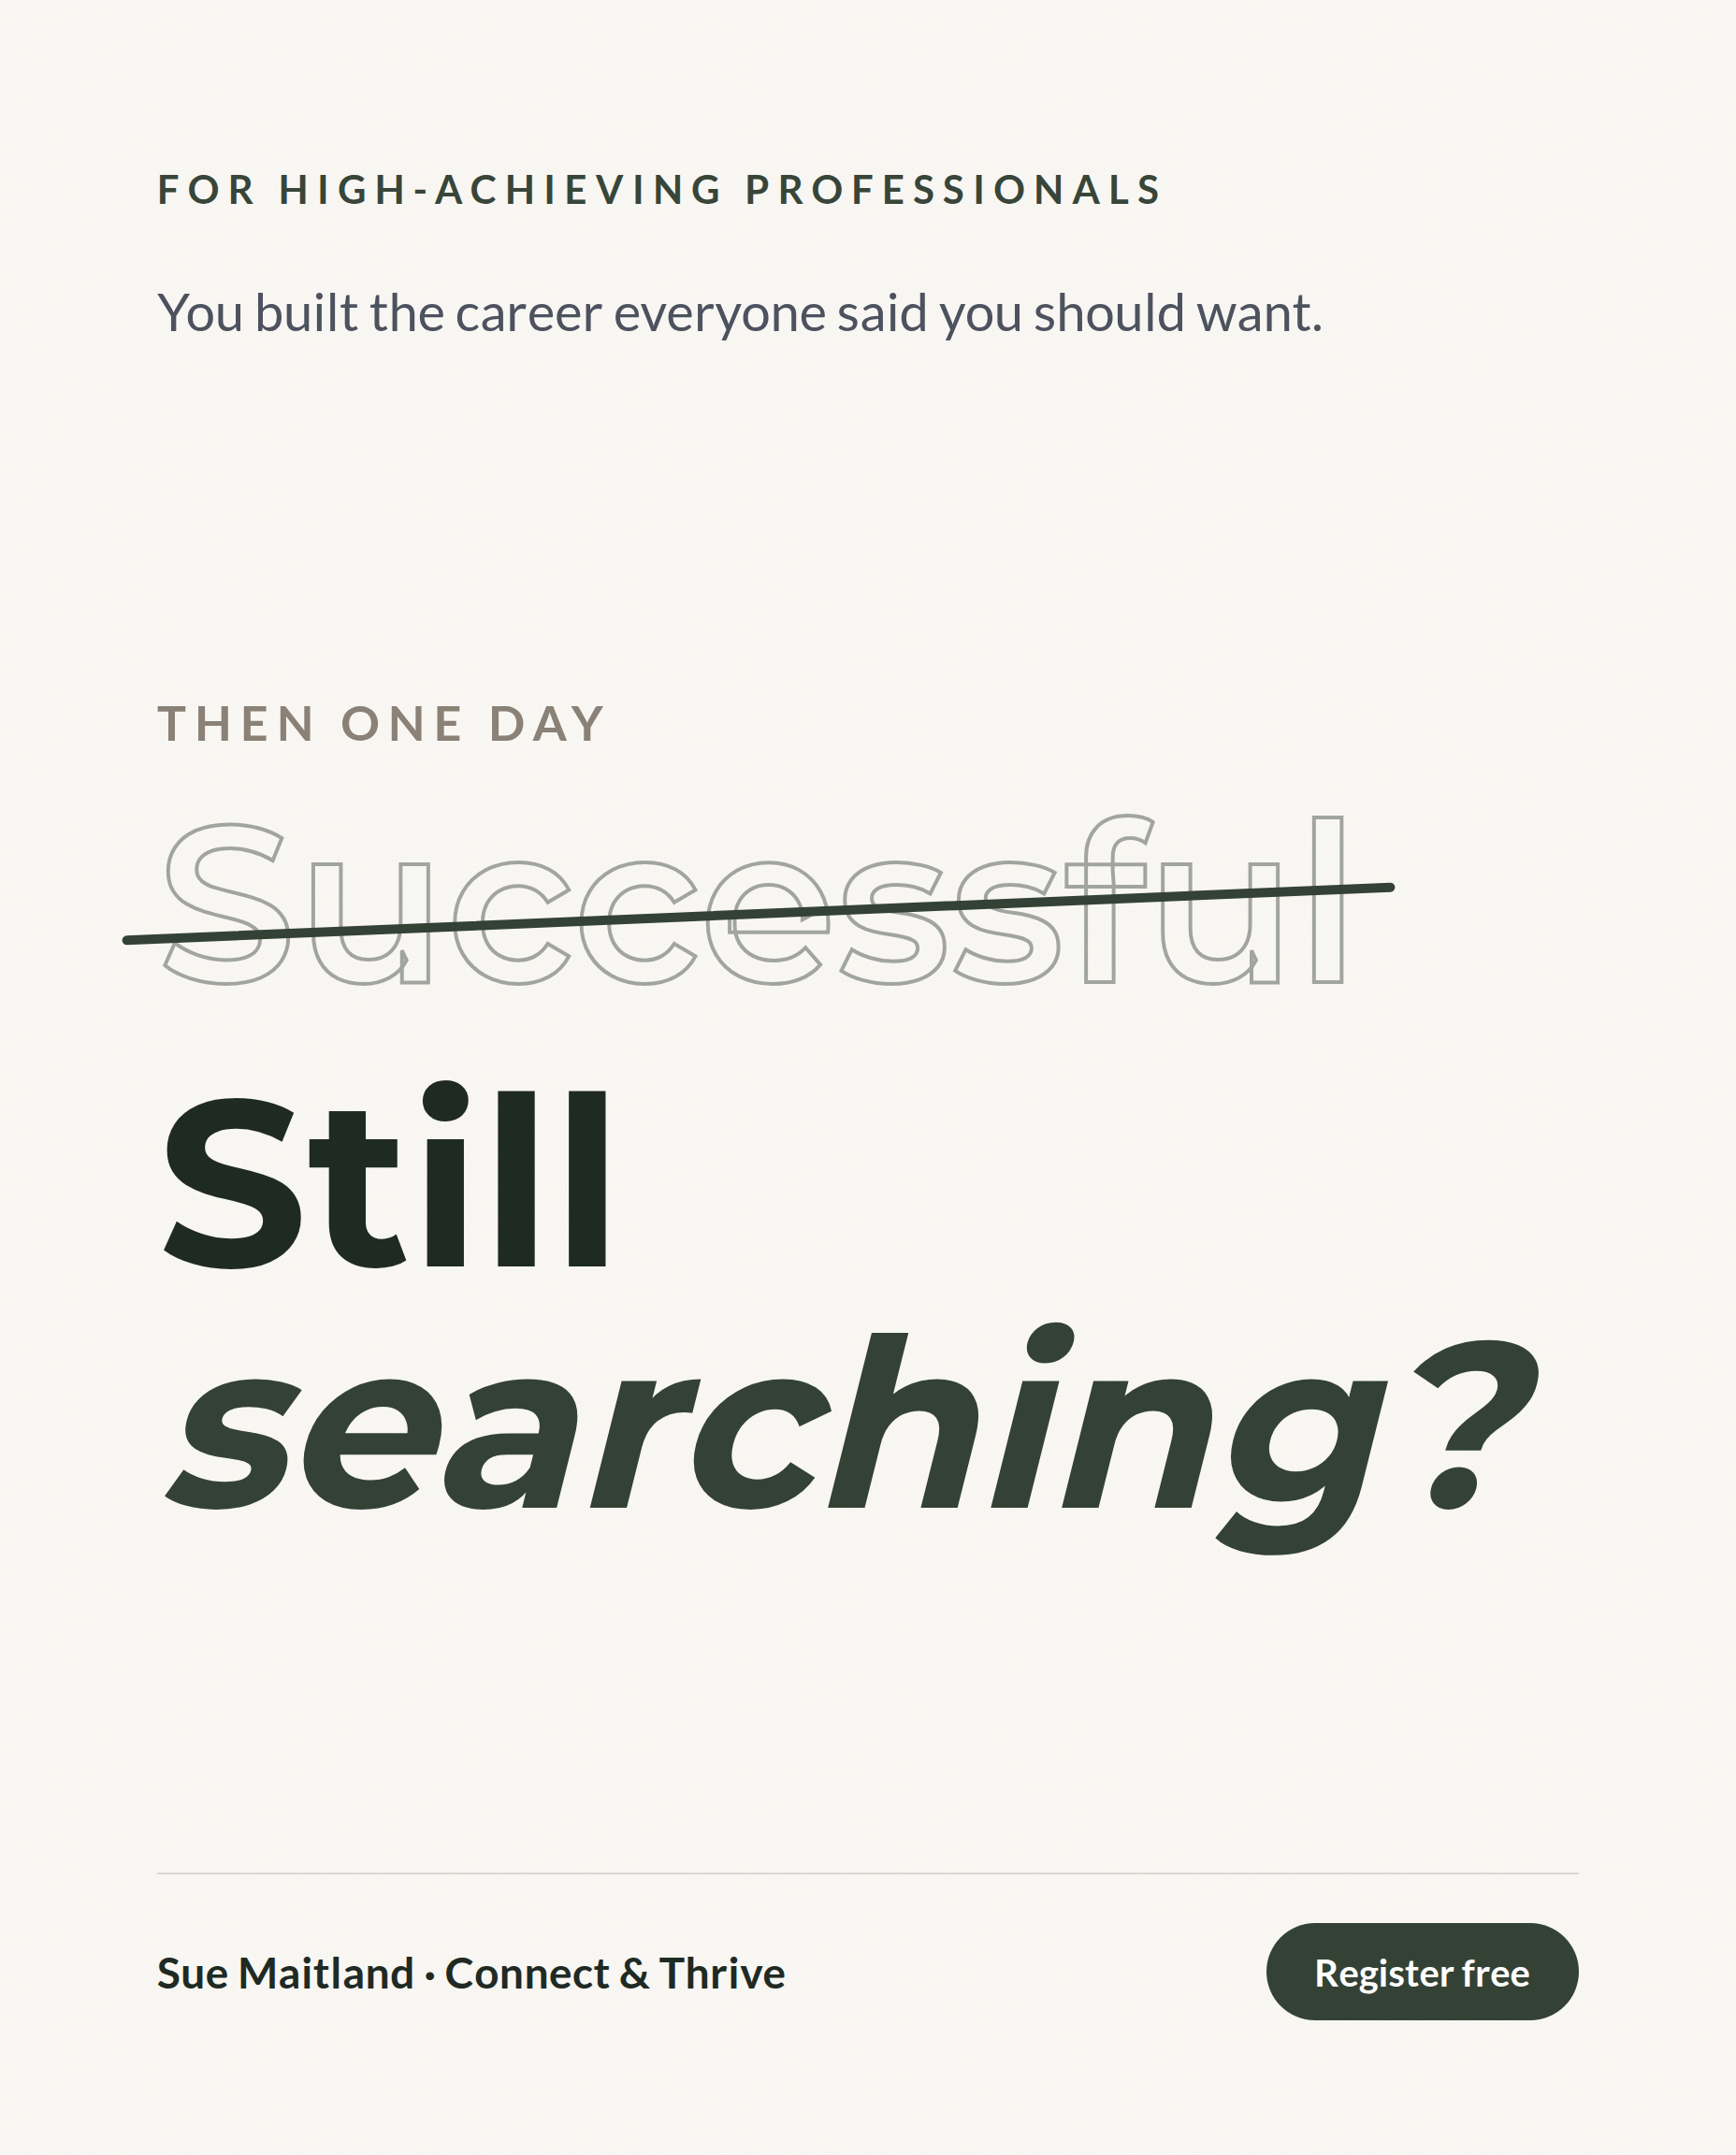 FOR HIGH-ACHIEVING PROFESSIONALS
You built the career everyone said you should want.
THEN ONE DAY
Successful
Still
searching?
Sue Maitland · Connect & Thrive
Register free